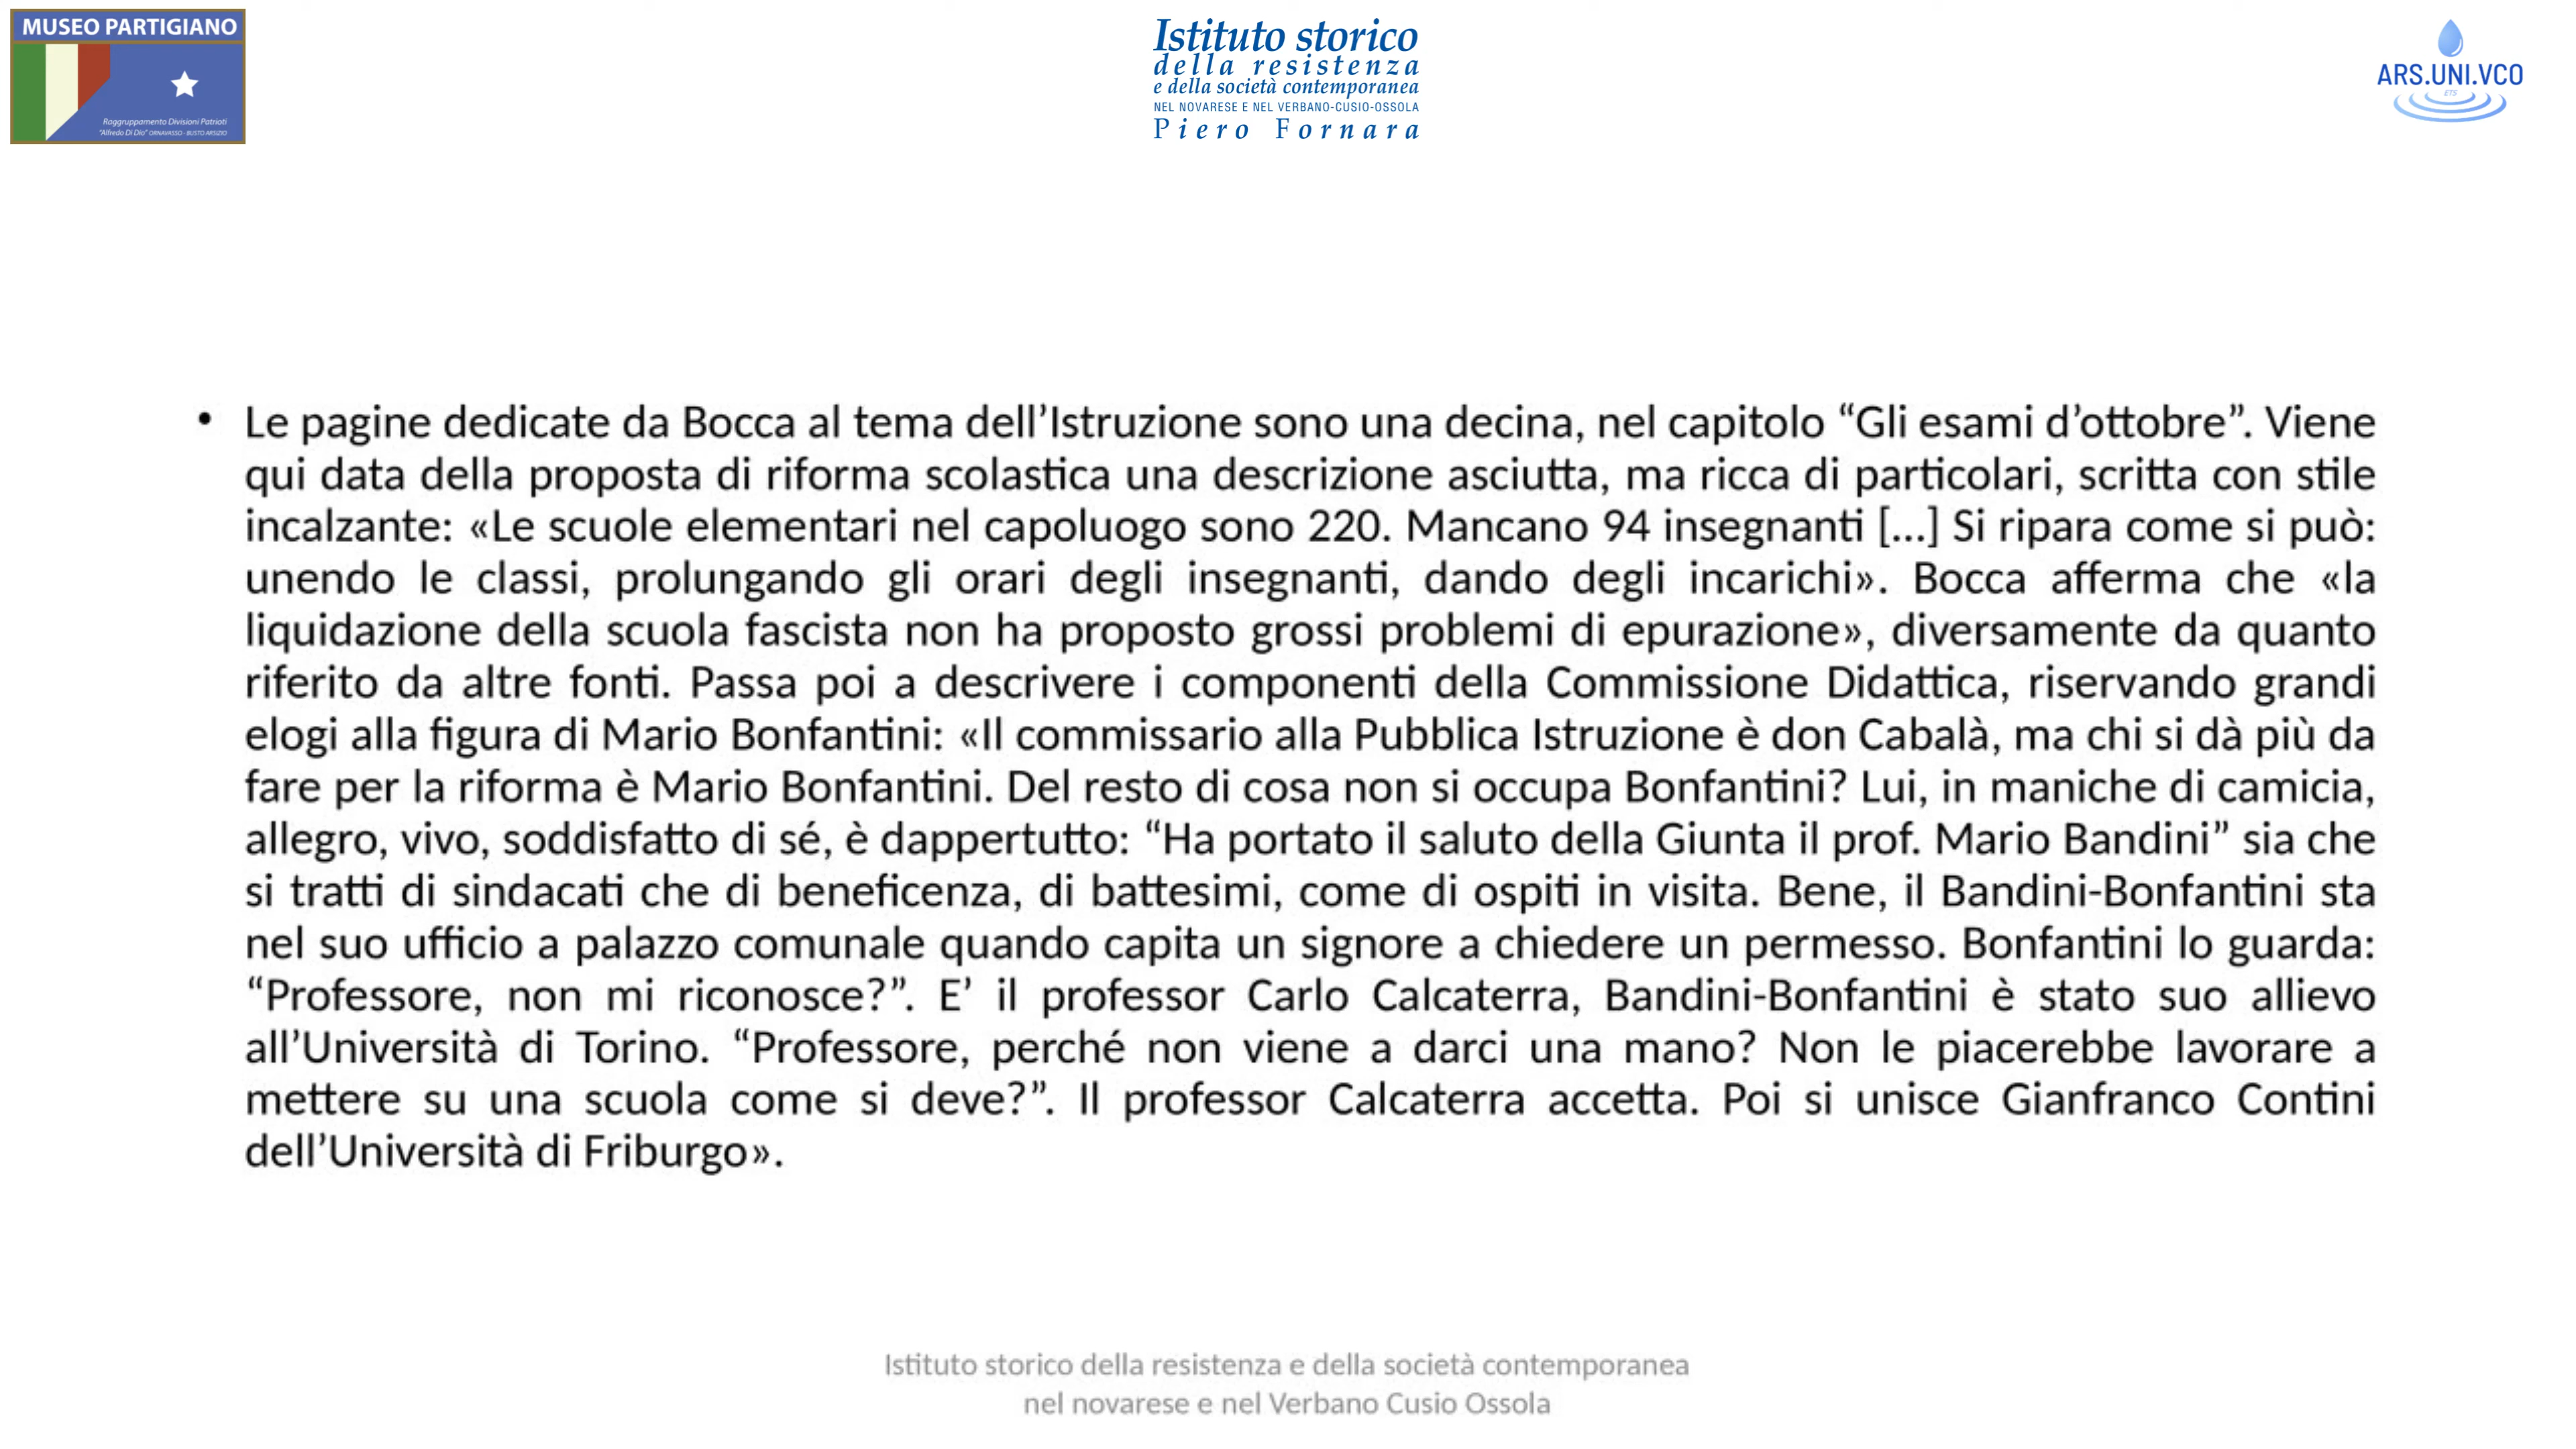 MUSEO PARTIGIANO
Raggruppamento Divisioni Patrioti
"Alfredo Di Dio" ORNAVASSO - BUSTO ARSIZIO
Istituto storico
della resistenza
e della società contemporanea
NEL NOVARESE E NEL VERBANO-CUSIO-OSSOLA
Piero Fornara
ARS.UNI.VCO
ETS
• Le pagine dedicate da Bocca al tema dell’Istruzione sono una decina, nel capitolo “Gli esami d’ottobre”. Viene
qui data della proposta di riforma scolastica una descrizione asciutta, ma ricca di particolari, scritta con stile
incalzante: «Le scuole elementari nel capoluogo sono 220. Mancano 94 insegnanti [...] Si ripara come si può:
unendo le classi, prolungando gli orari degli insegnanti, dando degli incarichi». Bocca afferma che «la
liquidazione della scuola fascista non ha proposto grossi problemi di epurazione», diversamente da quanto
riferito da altre fonti. Passa poi a descrivere i componenti della Commissione Didattica, riservando grandi
elogi alla figura di Mario Bonfantini: «Il commissario alla Pubblica Istruzione è don Cabalà, ma chi si dà più da
fare per la riforma è Mario Bonfantini. Del resto di cosa non si occupa Bonfantini? Lui, in maniche di camicia,
allegro, vivo, soddisfatto di sé, è dappertutto: “Ha portato il saluto della Giunta il prof. Mario Bandini” sia che
si tratti di sindacati che di beneficenza, di battesimi, come di ospiti in visita. Bene, il Bandini-Bonfantini sta
nel suo ufficio a palazzo comunale quando capita un signore a chiedere un permesso. Bonfantini lo guarda:
“Professore, non mi riconosce?”. E’ il professor Carlo Calcaterra, Bandini-Bonfantini è stato suo allievo
all’Università di Torino. “Professore, perché non viene a darci una mano? Non le piacerebbe lavorare a
mettere su una scuola come si deve?”. Il professor Calcaterra accetta. Poi si unisce Gianfranco Contini
dell’Università di Friburgo».
Istituto storico della resistenza e della società contemporanea
nel novarese e nel Verbano Cusio Ossola